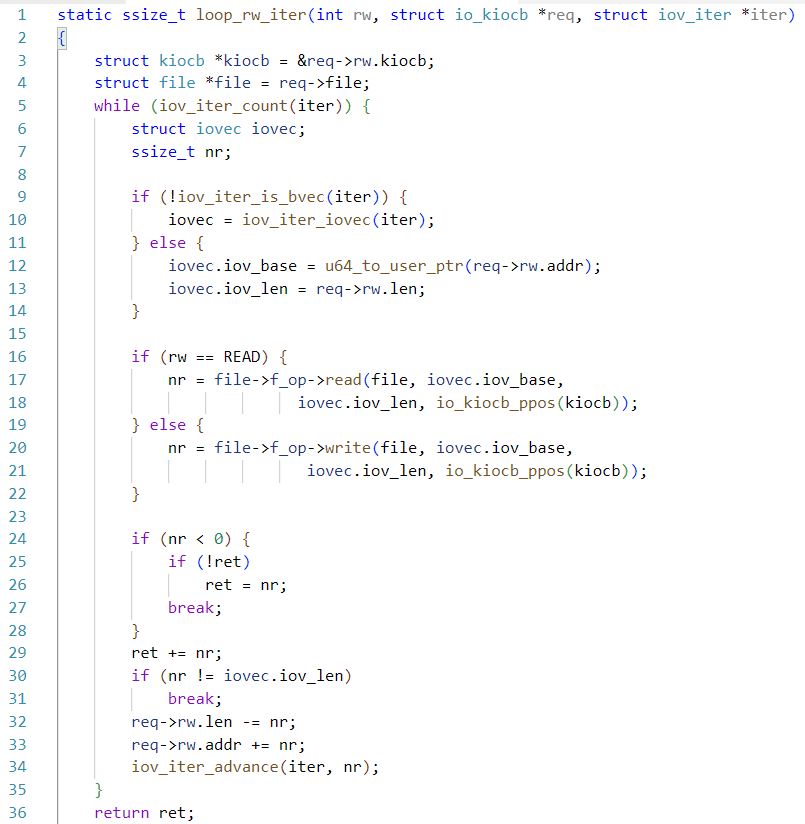 1 static ssize_t loop_rw_iter(int rw, struct io_kiocb *req, struct iov_iter *iter)
2 {
3 struct kiocb *kiocb = &req->rw.kiocb;
4 struct file *file = req->file;
5 while (iov_iter_count(iter)) {
6 struct iovec iovec;
7 ssize_t nr;
8
9 if (!iov_iter_is_bvec(iter)) {
10 iovec = iov_iter_iovec(iter);
11 } else {
12 iovec.iov_base = u64_to_user_ptr(req->rw.addr);
13 iovec.iov_len = req->rw.len;
14 }
15
16 if (rw == READ) {
17 nr = file->f_op->read(file, iovec.iov_base,
18 iovec.iov_len, io_kiocb_ppos(kiocb));
19 } else {
20 nr = file->f_op->write(file, iovec.iov_base,
21 iovec.iov_len, io_kiocb_ppos(kiocb));
22 }
23
24 if (nr < 0) {
25 if (!ret)
26 ret = nr;
27 break;
28 }
29 ret += nr;
30 if (nr != iovec.iov_len)
31 break;
32 req->rw.len -= nr;
33 req->rw.addr += nr;
34 iov_iter_advance(iter, nr);
35 }
36 return ret;